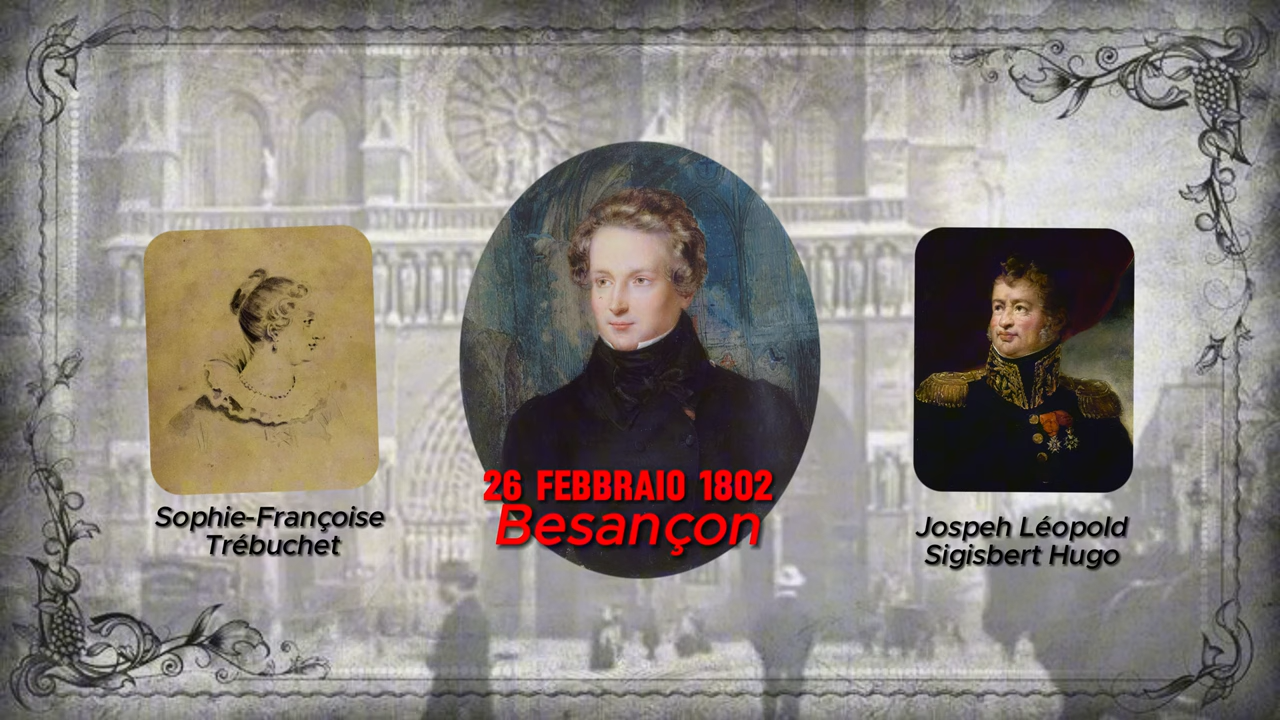 Sophie-Françoise
Trébuchet
26 FEBBRAIO 1802
Besançon
Jospeh Léopold
Sigisbert Hugo